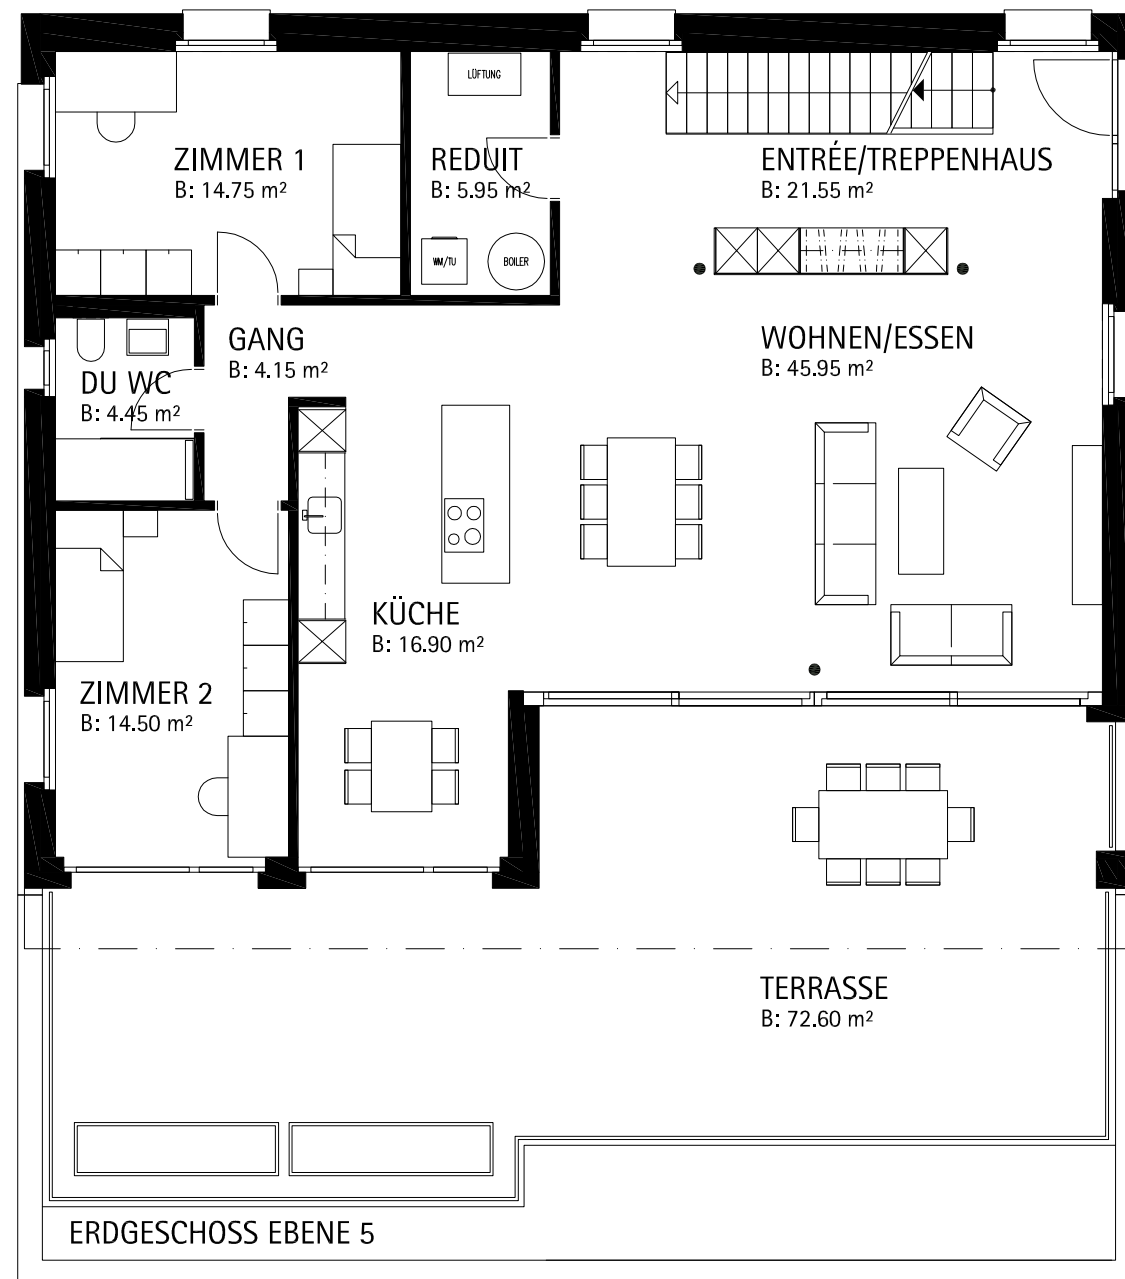 LÜFTUNG
ZIMMER 1
B: 14.75 m²
REDUIT
B: 5.95 m²
ENTRÉE/TREPPENHAUS
B: 21.55 m²
WM/TU
BOILER
GANG
B: 4.15 m²
WOHNEN/ESSEN
B: 45.95 m²
DU WC
B: 4.45 m²
KÜCHE
B: 16.90 m²
ZIMMER 2
B: 14.50 m²
TERRASSE
B: 72.60 m²
ERDGESCHOSS EBENE 5